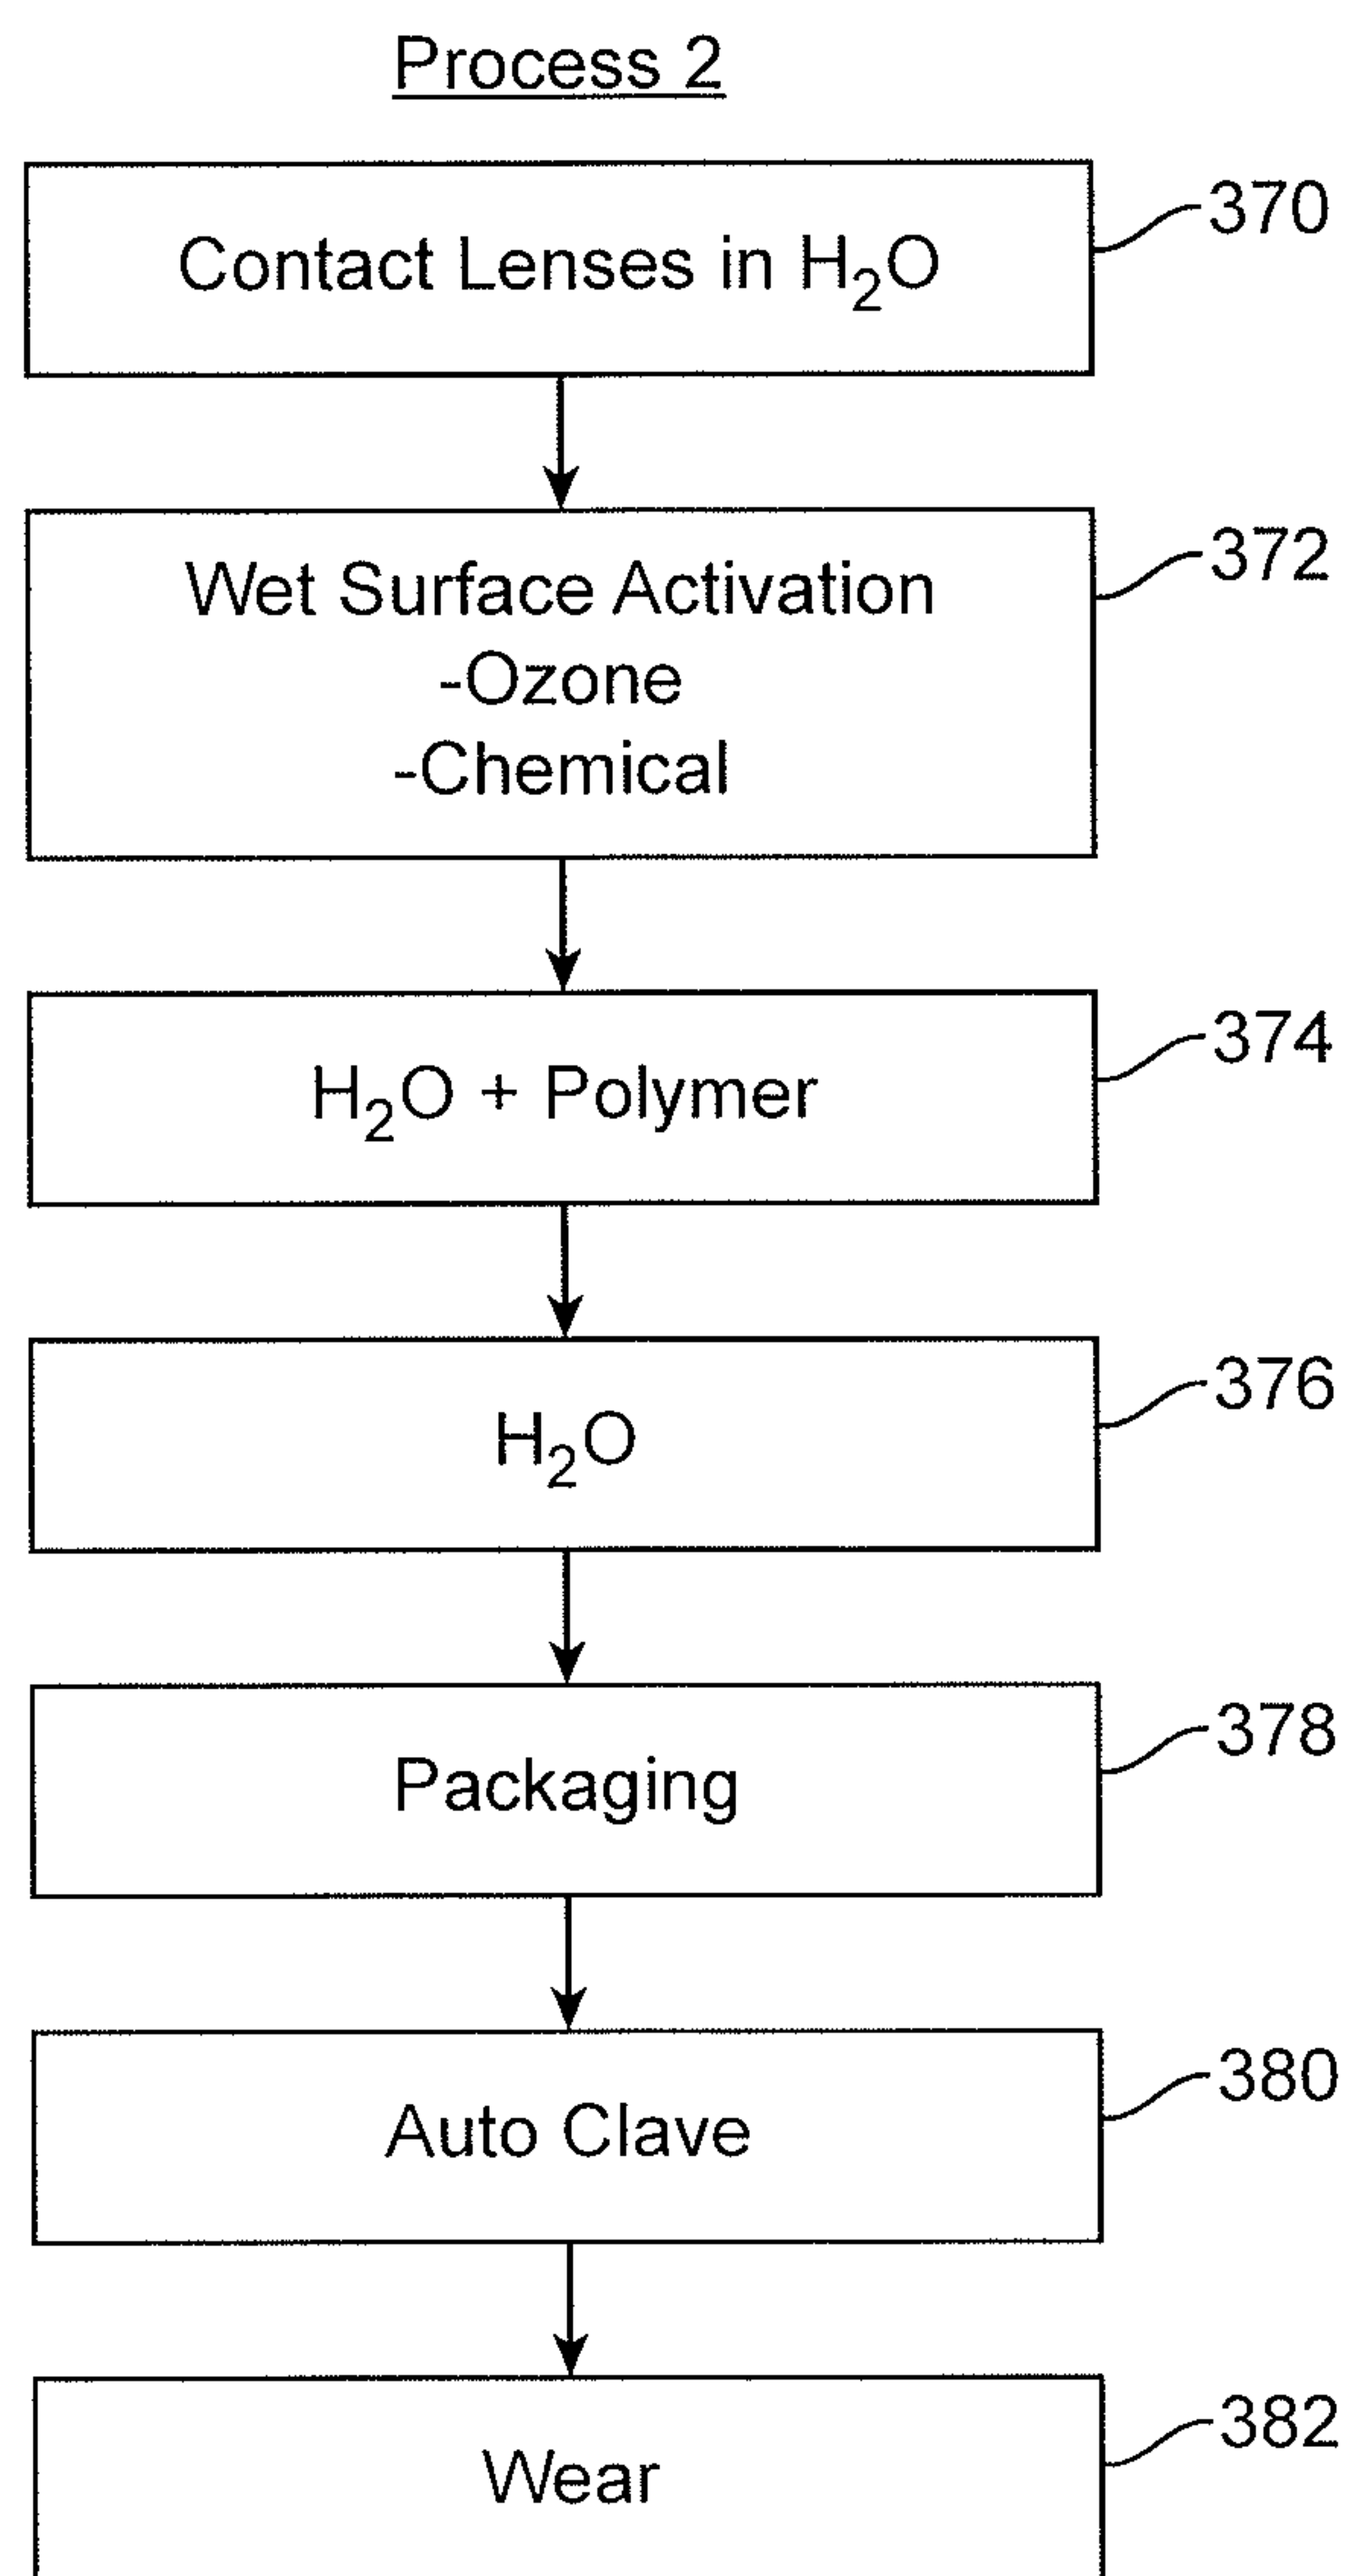 Process 2
Contact Lenses in H₂O
370
Wet Surface Activation
-Ozone
-Chemical
372
H₂O + Polymer
374
H₂O
376
Packaging
378
Auto Clave
380
Wear
382